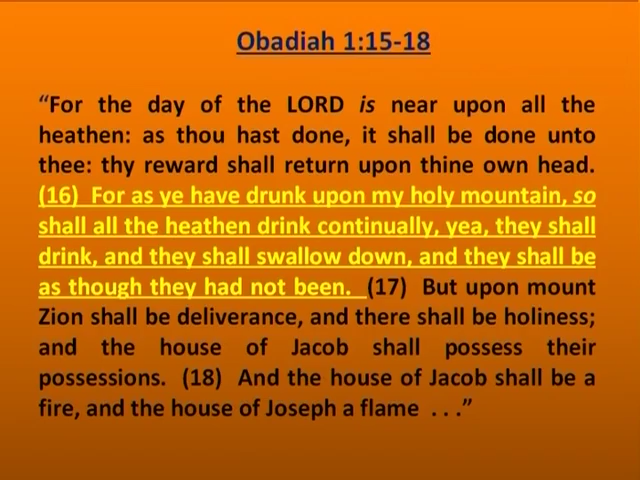 Obadiah 1:15-18
“For the day of the LORD is near upon all the
heathen: as thou hast done, it shall be done unto
thee: thy reward shall return upon thine own head.
(16) For as ye have drunk upon my holy mountain, so
shall all the heathen drink continually, yea, they shall
drink, and they shall swallow down, and they shall be
as though they had not been. (17) But upon mount
Zion shall be deliverance, and there shall be holiness;
and the house of Jacob shall possess their
possessions. (18) And the house of Jacob shall be a
fire, and the house of Joseph a flame . . .”